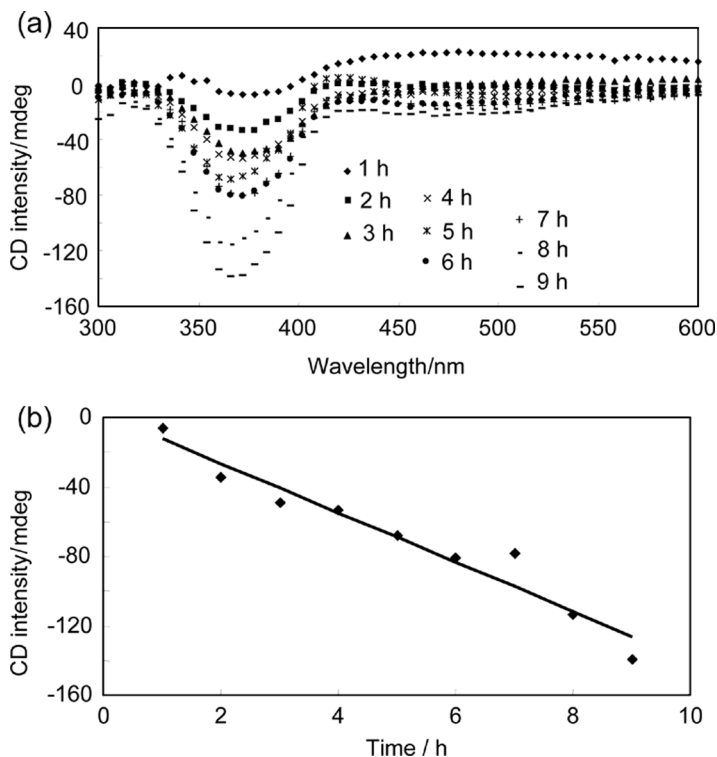 (a)
40
0
-40
-80
-120
-160
CD intensity/mdeg
1 h
2 h
3 h
4 h
5 h
6 h
7 h
8 h
9 h
300 350 400 450 500 550 600
Wavelength/nm
(b)
0
-40
-80
-120
-160
CD intensity/mdeg
0 2 4 6 8 10
Time / h